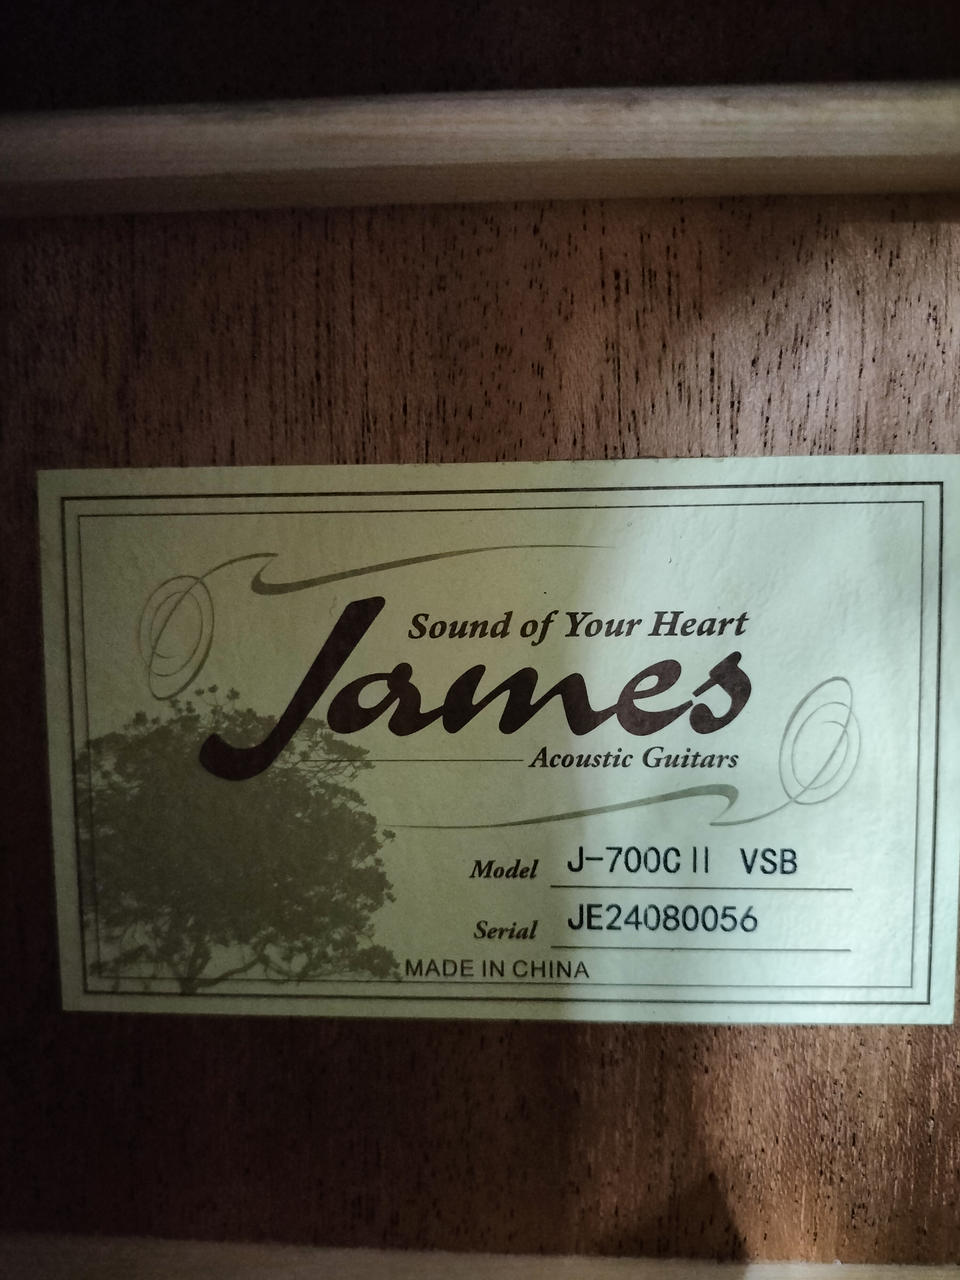 Sound of Your Heart
James
Acoustic Guitars
Model J-700C II VSB
Serial JE24080056
MADE IN CHINA